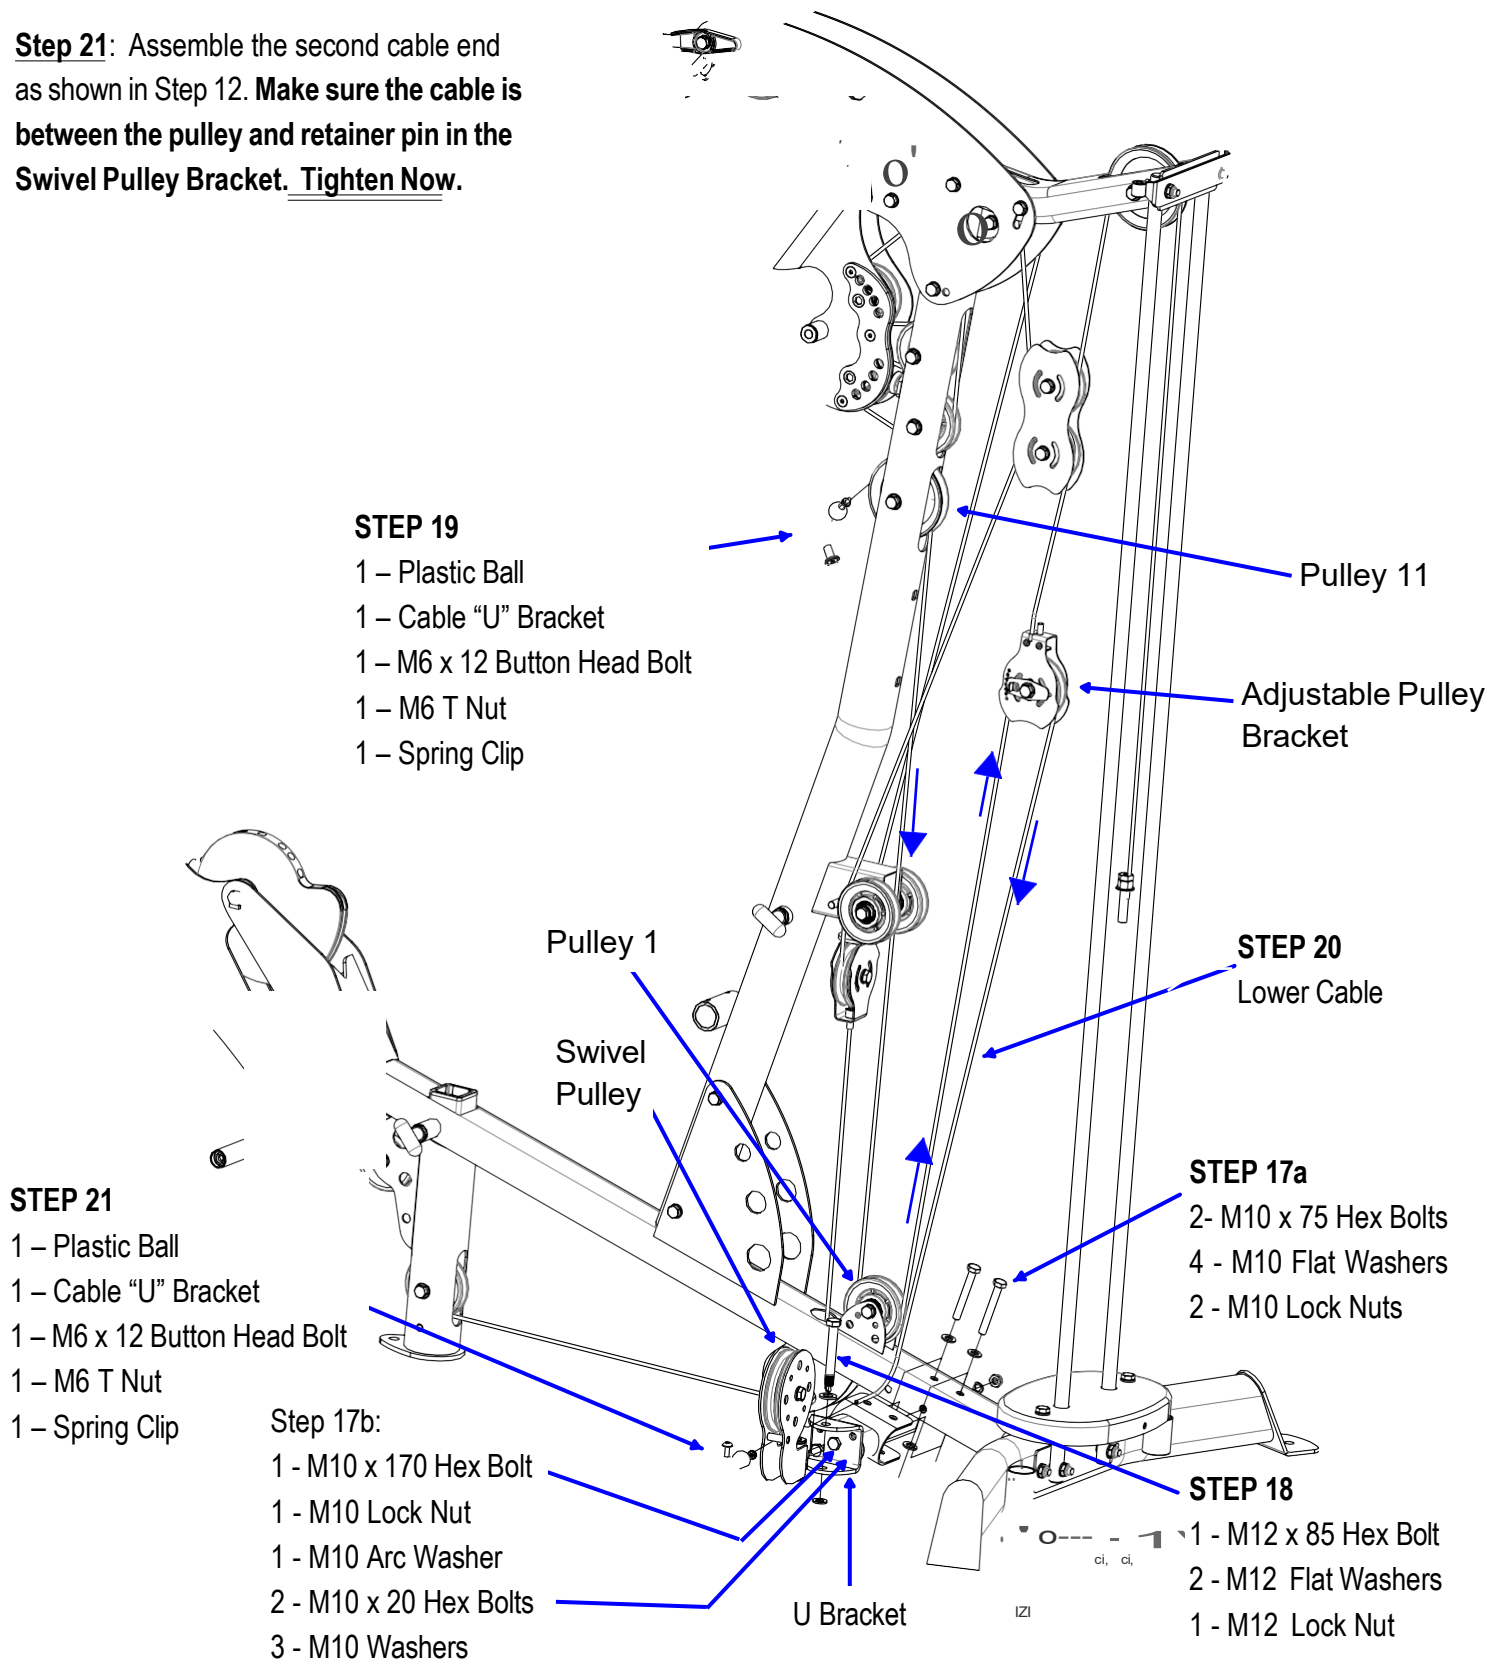 Step 21: Assemble the second cable end
as shown in Step 12. Make sure the cable is
between the pulley and retainer pin in the
Swivel Pulley Bracket. Tighten Now.
STEP 19
1 – Plastic Ball
1 – Cable “U” Bracket
1 – M6 x 12 Button Head Bolt
1 – M6 T Nut
1 – Spring Clip
Pulley 11
Adjustable Pulley
Bracket
Pulley 1
STEP 20
Lower Cable
Swivel
Pulley
STEP 17a
2- M10 x 75 Hex Bolts
4 - M10 Flat Washers
2 - M10 Lock Nuts
STEP 21
1 – Plastic Ball
1 – Cable “U” Bracket
1 – M6 x 12 Button Head Bolt
1 – M6 T Nut
1 – Spring Clip
Step 17b:
1 - M10 x 170 Hex Bolt
1 - M10 Lock Nut
1 - M10 Arc Washer
2 - M10 x 20 Hex Bolts
3 - M10 Washers
U Bracket
STEP 18
1 - M12 x 85 Hex Bolt
2 - M12 Flat Washers
1 - M12 Lock Nut
ci, ci,
IZI